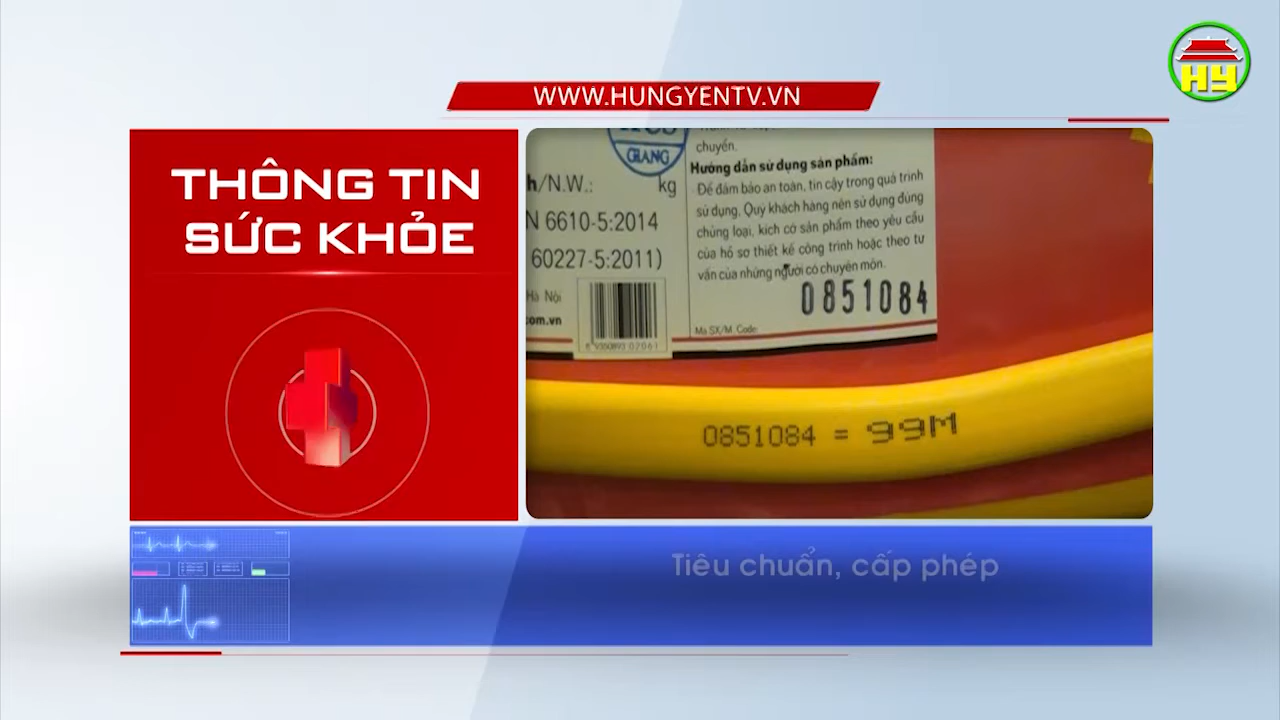 HY
WWW.HUNGYENTV.VN
THÔNG TIN
SỨC KHỎE
GIANG
h/N.W.: kg
N 6610-5:2014
60227-5:2011)
Hà Nội
com.vn
chuyển.
Hướng dẫn sử dụng sản phẩm:
Để đảm bảo an toàn, tin cậy trong quá trình
sử dụng, Quý khách hàng nên sử dụng đúng
chủng loại, kích cỡ sản phẩm theo yêu cầu
của hồ sơ thiết kế công trình hoặc theo tư
vấn của những người có chuyên môn.
0851084
Mã SX/M. Code:
0851084 = 99M
Tiêu chuẩn, cấp phép